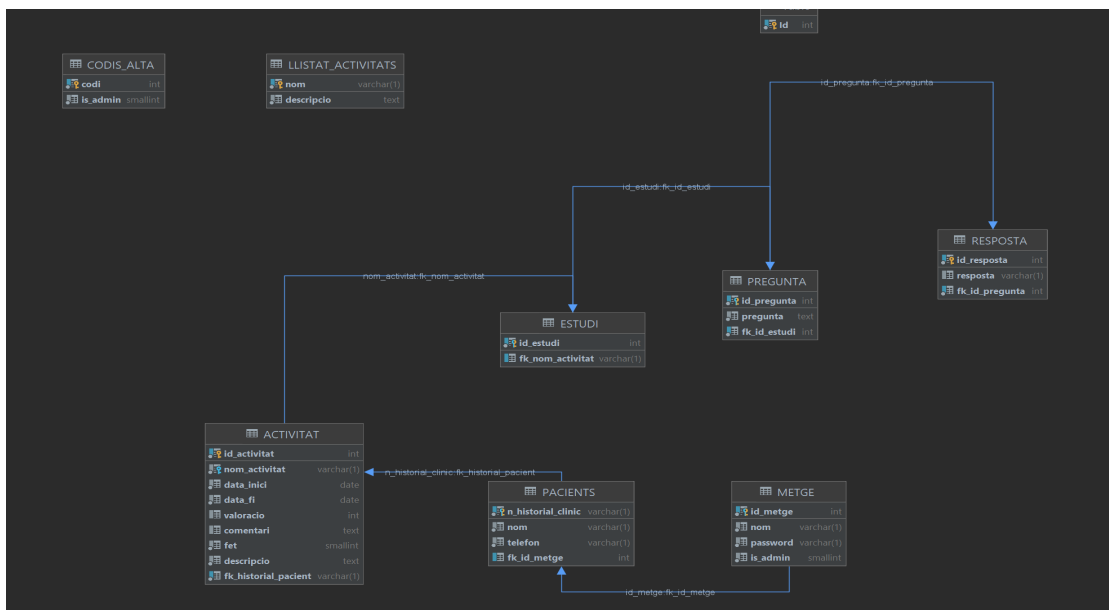 Id int
CODIS_ALTA
codi int
is_admin smallint
LLISTAT_ACTIVITATS
nom varchar(1)
descripcio text
id_pregunta:fk_id_pregunta
id_estudi:fk_id_estudi
nom_activitat:fk_nom_activitat
RESPOSTA
id_resposta int
resposta varchar(1)
fk_id_pregunta int
PREGUNTA
id_pregunta int
pregunta text
fk_id_estudi int
ESTUDI
id_estudi int
fk_nom_activitat varchar(1)
ACTIVITAT
id_activitat int
nom_activitat varchar(1)
data_inici date
data_fi date
valoracio int
comentari text
fet smallint
descripcio text
fk_historial_pacient varchar(1)
n_historial_clinic:fk_historial_pacient
PACIENTS
n_historial_clinic varchar(1)
nom varchar(1)
telefon varchar(1)
fk_id_metge int
METGE
id_metge int
nom varchar(1)
password varchar(1)
is_admin smallint
id_metge:fk_id_metge